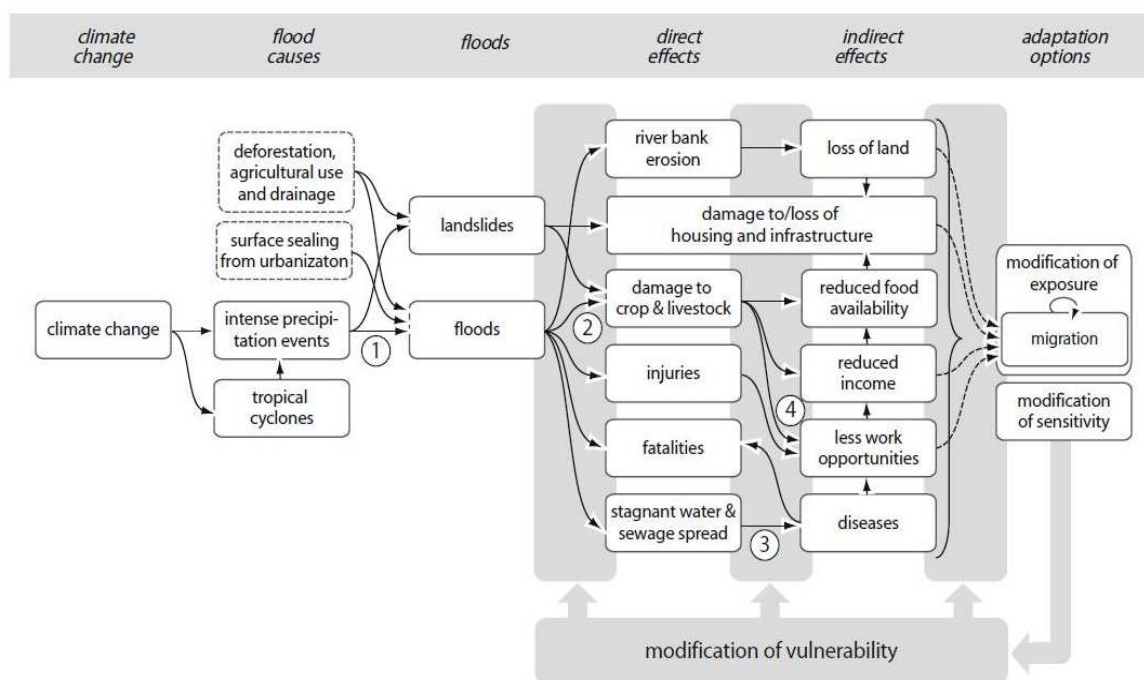 climate
change
flood
causes
floods
direct
effects
indirect
effects
adaptation
options
deforestation,
agricultural use
and drainage
surface sealing
from urbanizaton
climate change
intense precipi-
tation events
tropical
cyclones
1
landslides
floods
2
river bank
erosion
loss of land
damage to/loss of
housing and infrastructure
damage to
crop & livestock
reduced food
availability
injuries
reduced
income
4
fatalities
less work
opportunities
stagnant water &
sewage spread
3
diseases
modification of
exposure
migration
modification
of sensitivity
modification of vulnerability